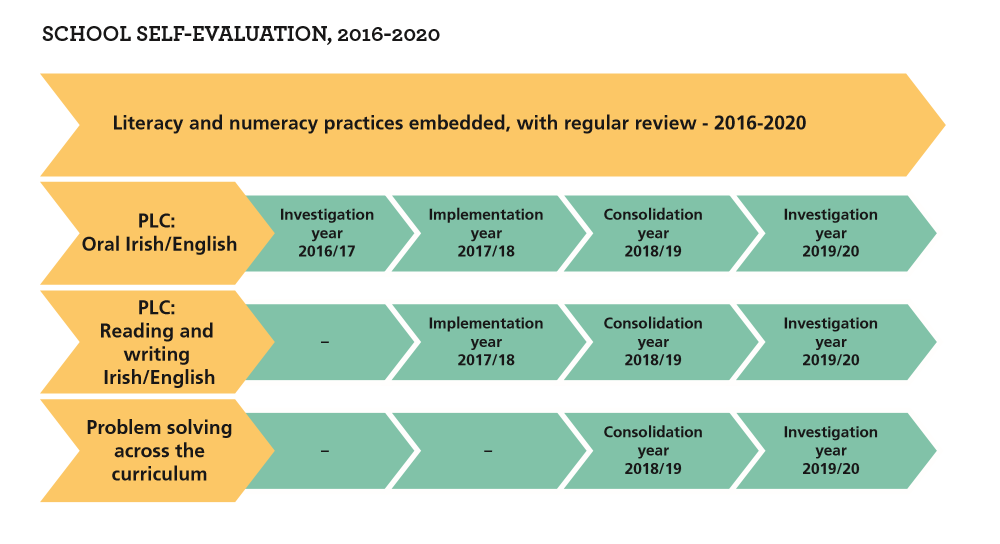 SCHOOL SELF-EVALUATION, 2016-2020
Literacy and numeracy practices embedded, with regular review - 2016-2020
PLC:
Oral Irish/English
Investigation
year
2016/17
Implementation
year
2017/18
Consolidation
year
2018/19
Investigation
year
2019/20
PLC:
Reading and
writing
Irish/English
–
Implementation
year
2017/18
Consolidation
year
2018/19
Investigation
year
2019/20
Problem solving
across the
curriculum
–
–
Consolidation
year
2018/19
Investigation
year
2019/20